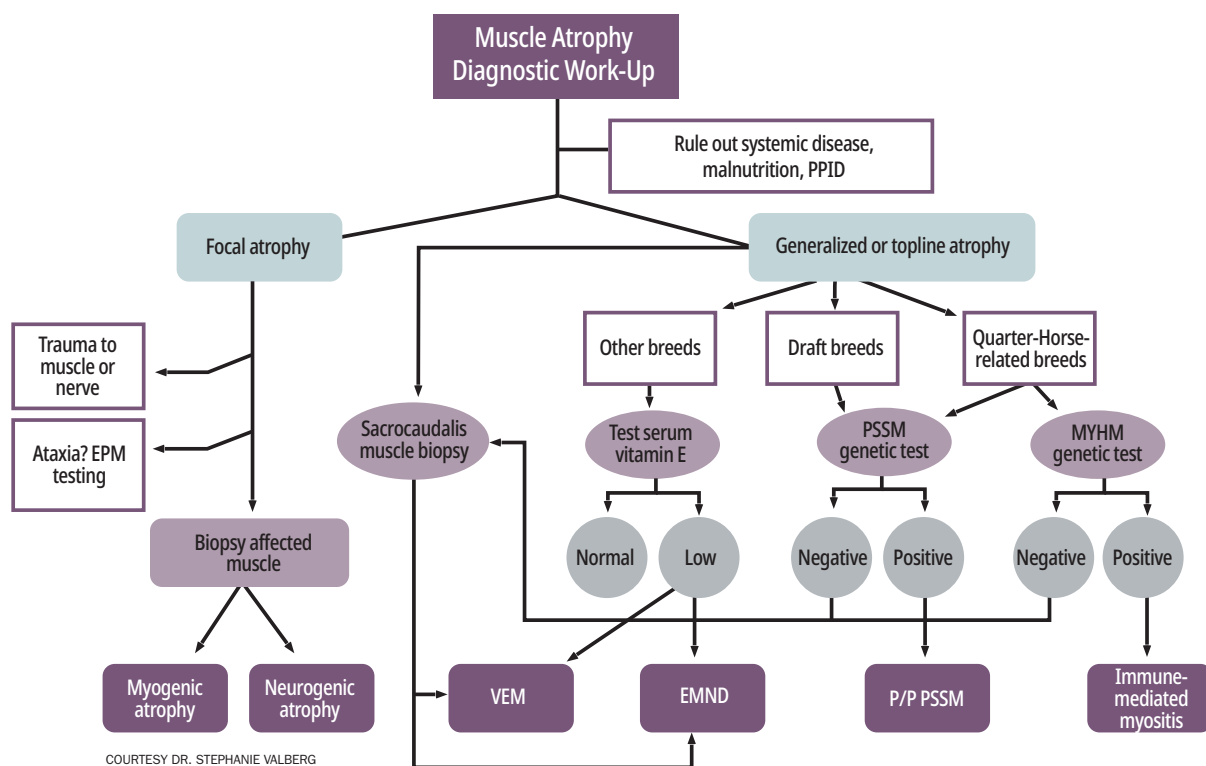 Muscle Atrophy
Diagnostic Work-Up
Rule out systemic disease,
malnutrition, PPID
Focal atrophy
Generalized or topline atrophy
Trauma to
muscle or
nerve
Other breeds
Draft breeds
Quarter-Horse-
related breeds
Ataxia? EPM
testing
Sacrocaudalis
muscle biopsy
Test serum
vitamin E
PSSM
genetic test
MYHM
genetic test
Biopsy affected
muscle
Normal
Low
Negative
Positive
Negative
Positive
Myogenic
atrophy
Neurogenic
atrophy
VEM
EMND
P/P PSSM
Immune-
mediated
myositis
COURTESY DR. STEPHANIE VALBERG